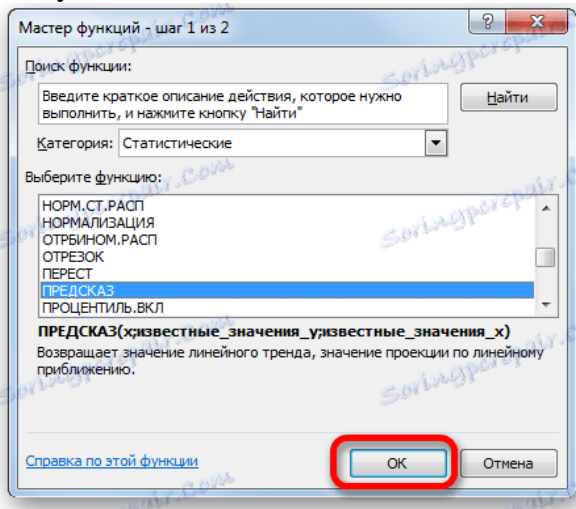 Мастер функций - шаг 1 из 2
Поиск функции:
Введите краткое описание действия, которое нужно
выполнить, и нажмите кнопку "Найти"
Найти
Категория: Статистические
Выберите функцию:
НОРМ.СТ.РАСП
НОРМАЛИЗАЦИЯ
ОТРБИНОМ.РАСП
ОТРЕЗОК
ПЕРЕСТ
ПРЕДСКАЗ
ПРОЦЕНТИЛЬ.ВКЛ
ПРЕДСКАЗ(x;известные_значения_y;известные_значения_x)
Возвращает значение линейного тренда, значение проекции по линейному
приближению.
Справка по этой функции
ОК
Отмена